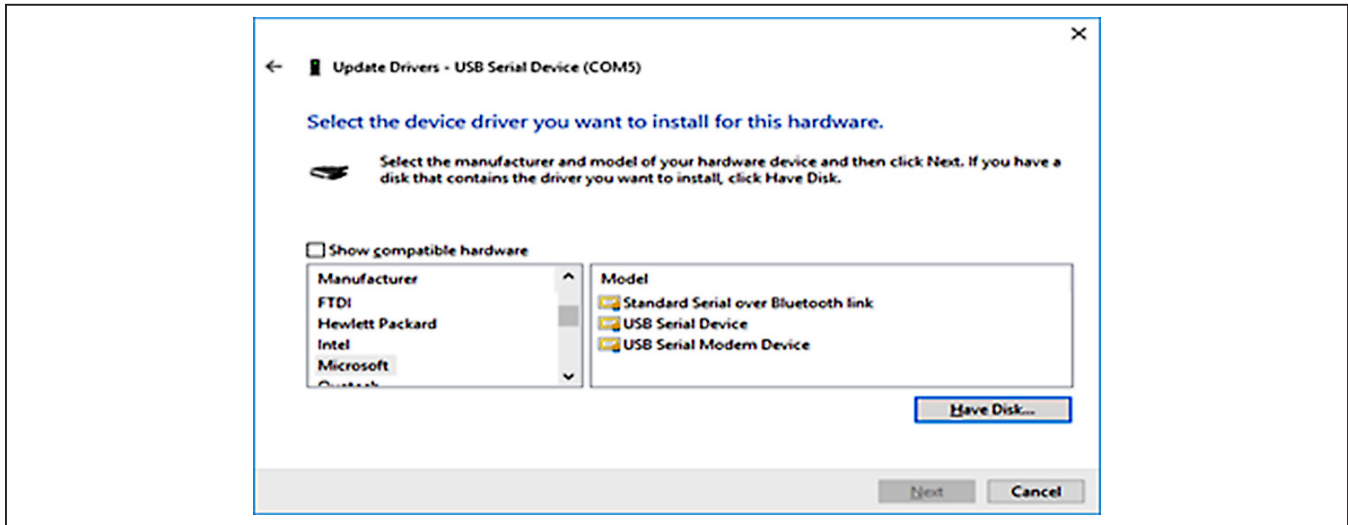 Update Drivers - USB Serial Device (COM5)
Select the device driver you want to install for this hardware.
Select the manufacturer and model of your hardware device and then click Next. If you have a
disk that contains the driver you want to install, click Have Disk.
Show compatible hardware
Manufacturer
FTDI
Hewlett Packard
Intel
Microsoft
Model
Standard Serial over Bluetooth link
USB Serial Device
USB Serial Modem Device
Have Disk...
Next
Cancel